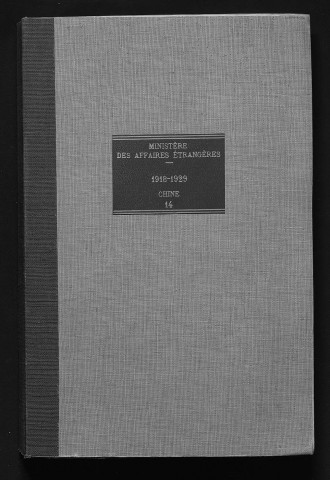 MINISTÈRE
DES AFFAIRES ÉTRANGÈRES
1918-1929
CHINE
14